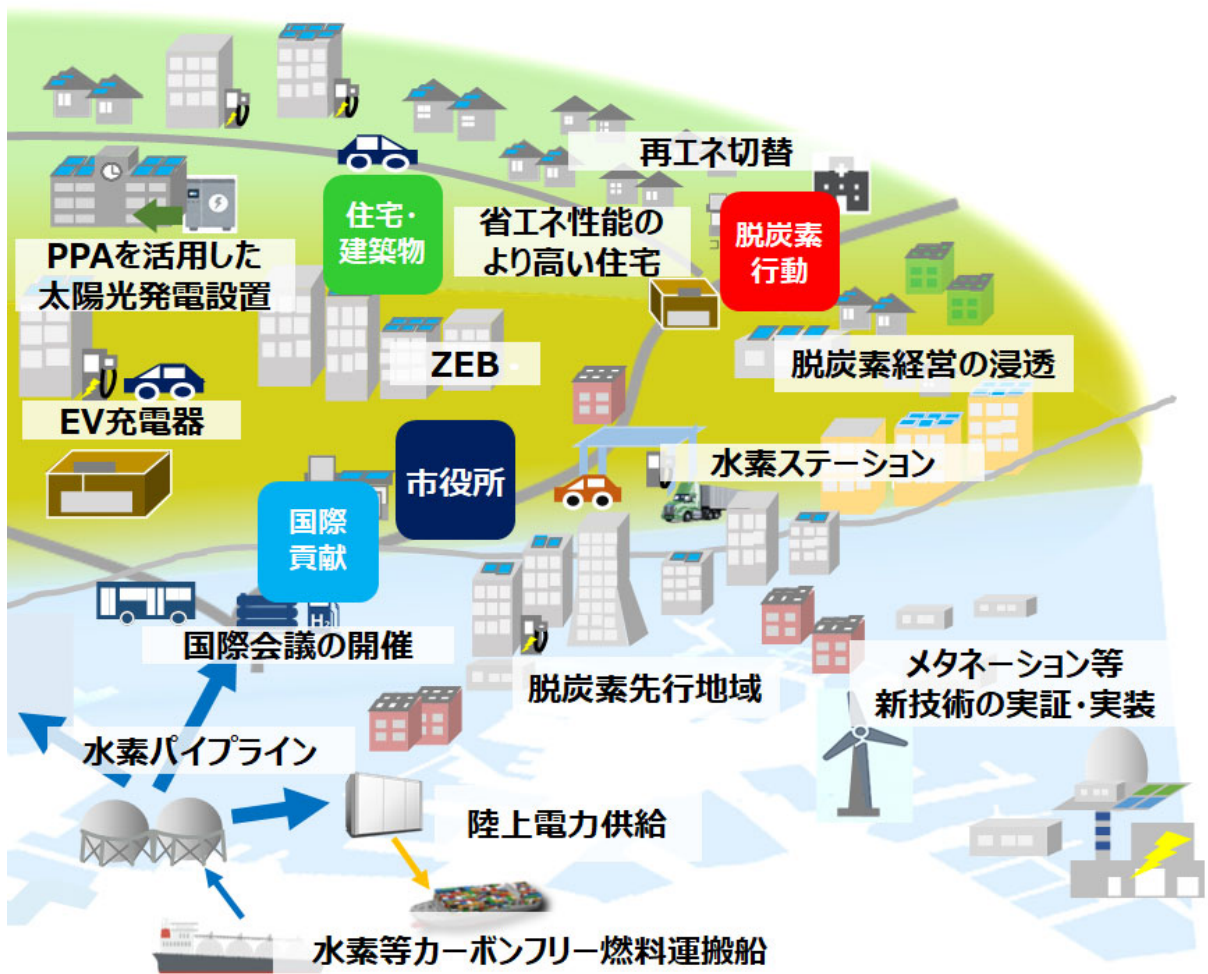 再エネ切替
住宅・
建築物
省エネ性能の
より高い住宅
脱炭素
行動
PPAを活用した
太陽光発電設置
ZEB
脱炭素経営の浸透
EV充電器
市役所
水素ステーション
国際
貢献
H2
国際会議の開催
脱炭素先行地域
メタネーション等
新技術の実証・実装
水素パイプライン
陸上電力供給
水素等カーボンフリー燃料運搬船